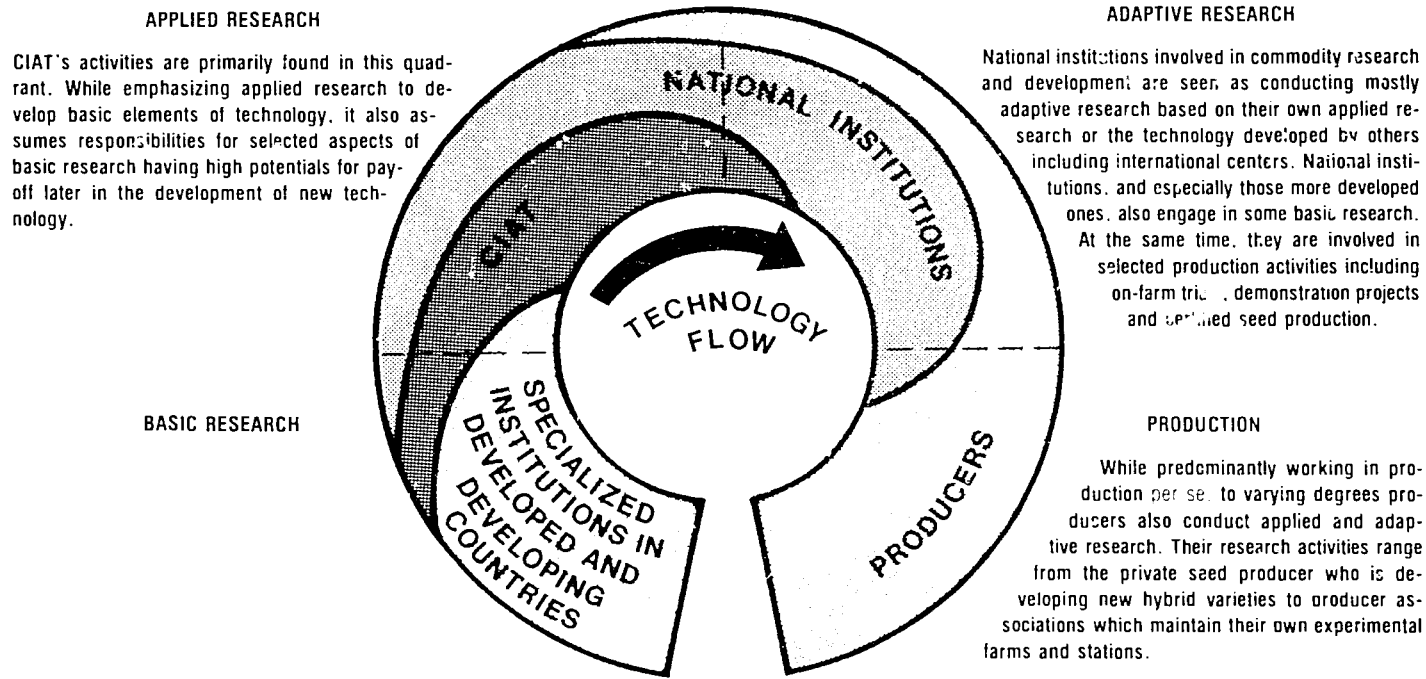 APPLIED RESEARCH
CIAT's activities are primarily found in this quad-
rant. While emphasizing applied research to de-
velop basic elements of technology, it also as-
sumes responsibilities for selected aspects of
basic research having high potentials for pay-
off later in the development of new tech-
nology.
ADAPTIVE RESEARCH
National institutions involved in commodity research
and development are seen as conducting mostly
adaptive research based on their own applied re-
search or the technology developed by others
including international centers. National insti-
tutions, and especially those more developed
ones, also engage in some basic research.
At the same time, they are involved in
selected production activities including
on-farm , demonstration projects
and seed production.
NATIONAL INSTITUTIONS
CIAT
TECHNOLOGY
FLOW
BASIC RESEARCH
SPECIALIZED
INSTITUTIONS IN
DEVELOPED AND
DEVELOPING
COUNTRIES
PRODUCERS
PRODUCTION
While predominantly working in pro-
duction per se, to varying degrees pro-
ducers also conduct applied and adap-
tive research. Their research activities range
from the private seed producer who is de-
veloping new hybrid varieties to producer as-
sociations which maintain their own experimental
farms and stations.